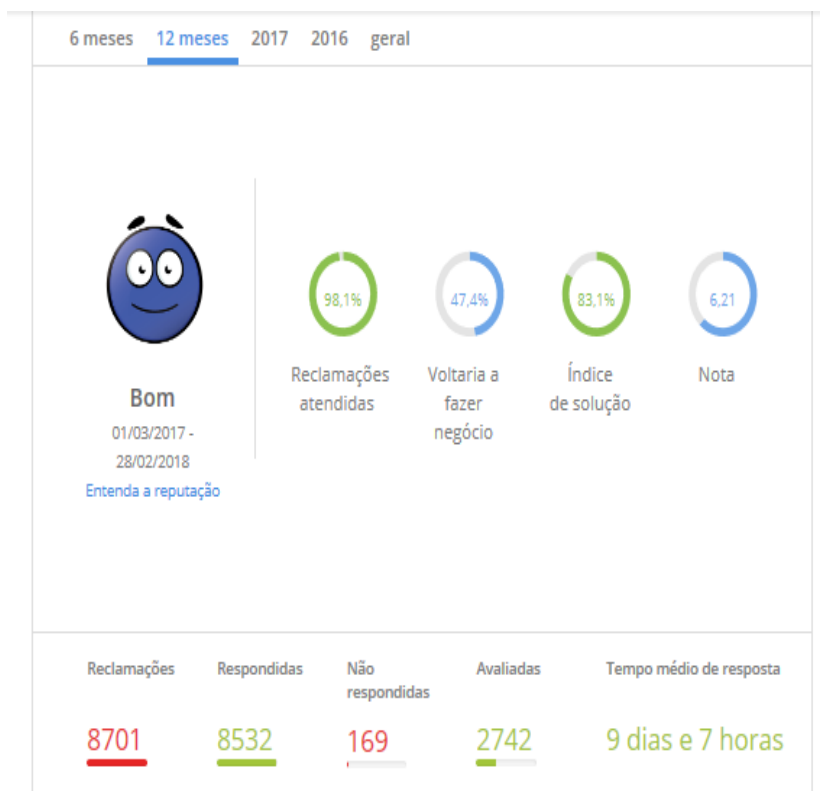 6 meses 12 meses 2017 2016 geral
98,1%
47,4%
83,1%
6,21
Reclamações
atendidas
Voltaria a
fazer
negócio
Índice
de solução
Nota
Bom
01/03/2017 -
28/02/2018
Entenda a reputação
Reclamações
Respondidas
Não
respondidas
Avaliadas
Tempo médio de resposta
8701
8532
169
2742
9 dias e 7 horas